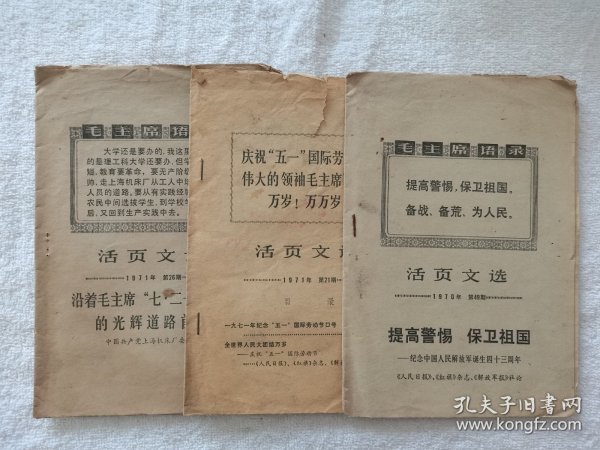 毛主席语
大学还是要办的,我这里
的是理工科大学还要办,但学
短,教育要革命,要无产阶级
帅,走上海机床厂从工人中培
人员的道路。要从有实践经验
农民中间选拔学生,到学校学
后,又回到生产实践中去。
活页文
1971年 第26期
沿着毛主席“七·二
的光辉道路前
中国共产党上海机床厂委
庆祝“五一”国际劳
伟大的领袖毛主席
万岁!万万岁
活页文选
1971年 第21期
目录
一九七一年纪念“五一”国际劳动节口号
全世界人民大团结万岁
——庆祝“五一”国际劳动节
《人民日报》、《红旗》杂志、《解放
毛主席语录
提高警惕,保卫祖国。
备战、备荒、为人民。
活页文选
1970年 第49期
提高警惕 保卫祖国
——纪念中国人民解放军诞生四十三周年
《人民日报》、《红旗》杂志、《解放军报》社论
孔夫子旧书网
www.kongfz.com